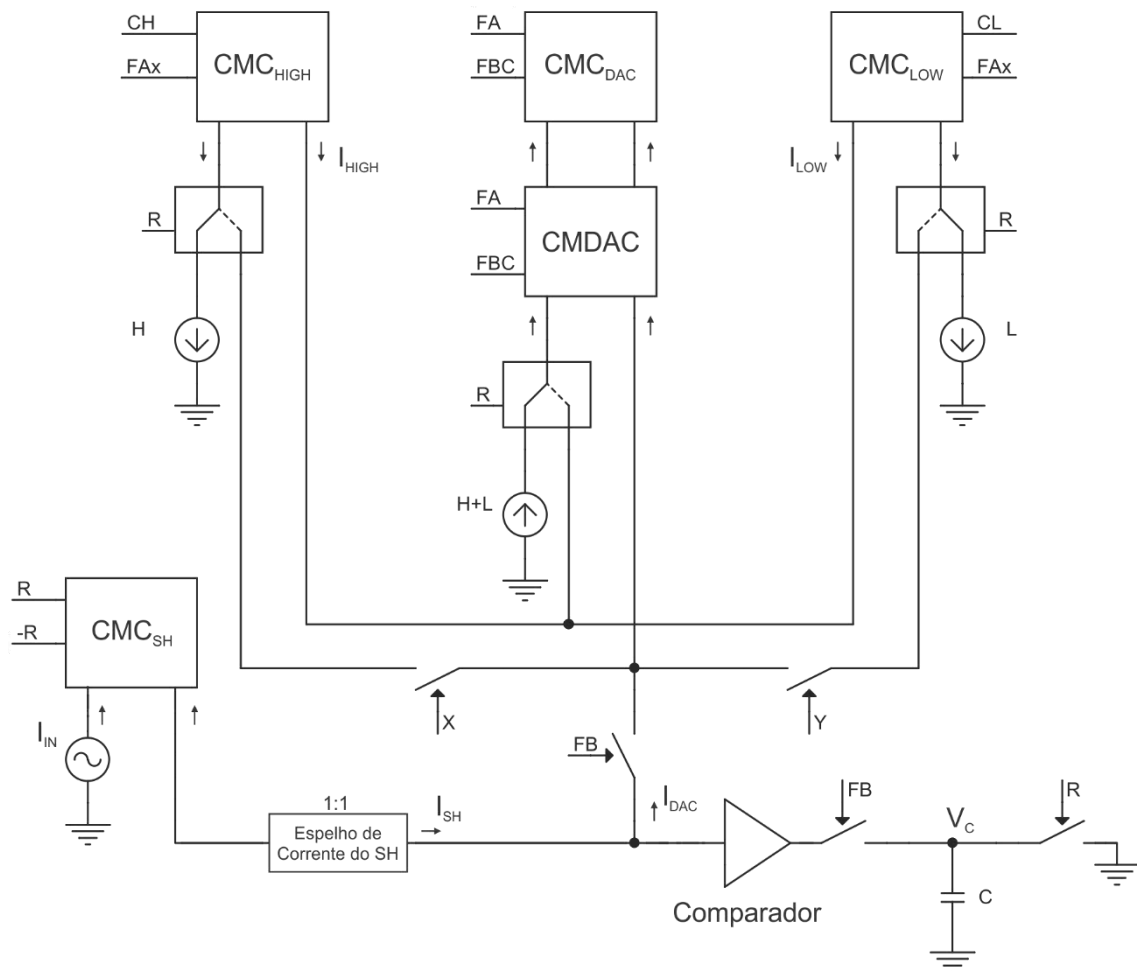 CH
FAx
CMC_HIGH
FA
FBC
CMC_DAC
CMC_LOW
CL
FAx
I_HIGH
I_LOW
R
FA
FBC
CMDAC
R
H
L
R
H+L
R
-R
CMC_SH
X
Y
I_IN
FB
1:1
Espelho de
Corrente do SH
I_SH
I_DAC
FB
V_C
R
C
Comparador